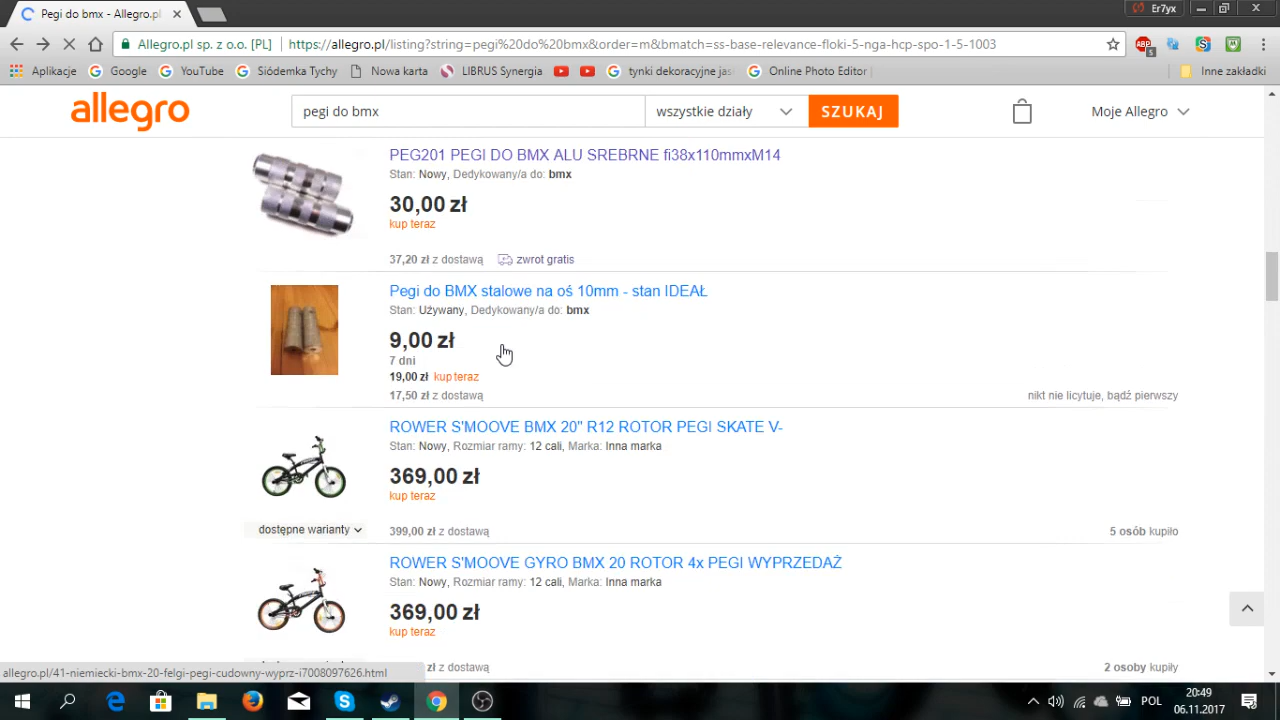 Pegi do bmx - Allegro.pl
Er7yx
Allegro.pl sp. z o.o. [PL]
https://allegro.pl/listing?string=pegi%20do%20bmx&order=m&bmatch=ss-base-relevance-floki-5-nga-hcp-spo-1-5-1003
ABP
5
Aplikacje
Google
YouTube
Siódemka Tychy
Nowa karta
LIBRUS Synergia
tynki dekoracyjne jas
Online Photo Editor
Inne zakładki
allegro
pegi do bmx
wszystkie działy
SZUKAJ
Moje Allegro
PEG201 PEGI DO BMX ALU SREBRNE fi38x110mmxM14
Stan: Nowy, Dedykowany/a do: bmx
30,00 zł
kup teraz
37,20 zł z dostawą
zwrot gratis
Pegi do BMX stalowe na oś 10mm - stan IDEAŁ
Stan: Używany, Dedykowany/a do: bmx
9,00 zł
7 dni
19,00 zł kup teraz
17,50 zł z dostawą
nikt nie licytuje, bądź pierwszy
ROWER S'MOOVE BMX 20" R12 ROTOR PEGI SKATE V-
Stan: Nowy, Rozmiar ramy: 12 cali, Marka: Inna marka
369,00 zł
kup teraz
dostępne warianty
399,00 zł z dostawą
5 osób kupiło
ROWER S'MOOVE GYRO BMX 20 ROTOR 4x PEGI WYPRZEDAŻ
Stan: Nowy, Rozmiar ramy: 12 cali, Marka: Inna marka
369,00 zł
kup teraz
zł z dostawą
2 osoby kupiły
allegro.pl/41-niemiecki-bmx-20-felgi-pegi-cudowny-wyprz-i7008097626.html
POL
20:49
06.11.2017